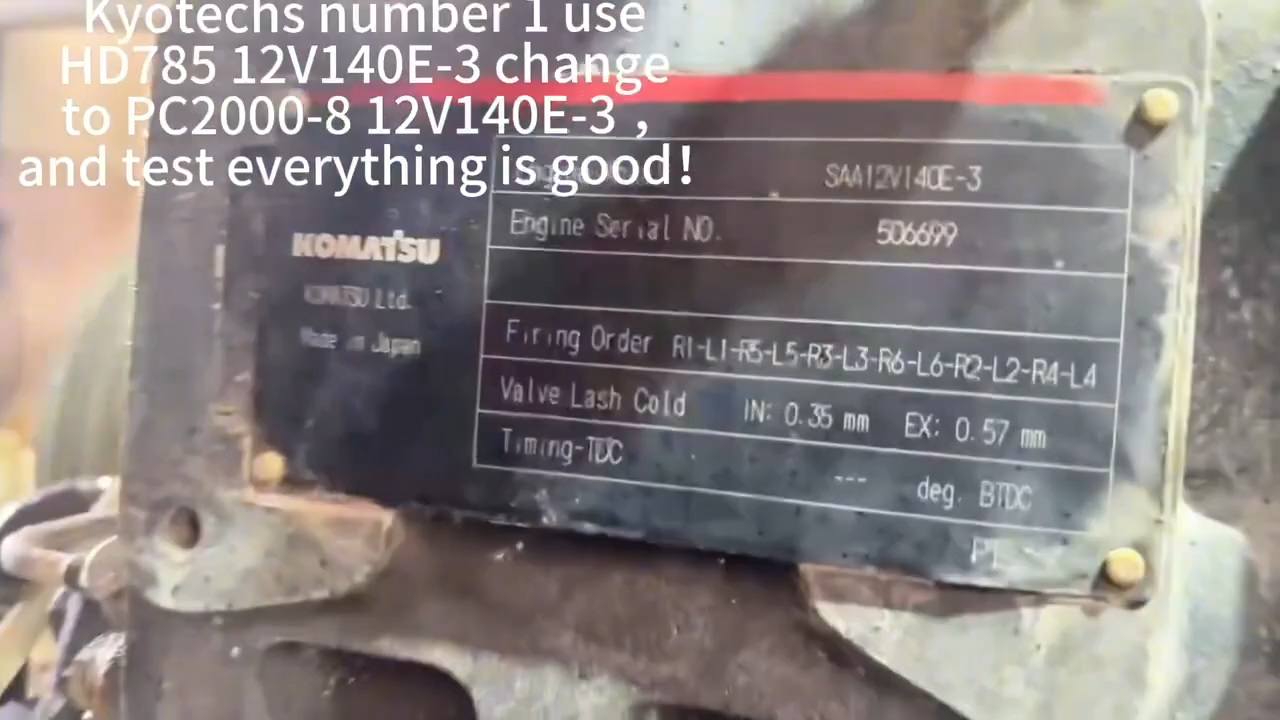 Kyotechs number 1 use
HD785 12V140E-3 change
to PC2000-8 12V140E-3，
and test everything is good！
SAA12V140E-3
Engine Serial NO. 506699
KOMATSU
KOMATSU Ltd.
Made in Japan
Firing Order R1-L1-R5-L5-R3-L3-R6-L6-R2-L2-R4-L4
Valve Lash Cold IN: 0.35 mm EX: 0.57 mm
Timing-TDC --- deg. BTDC